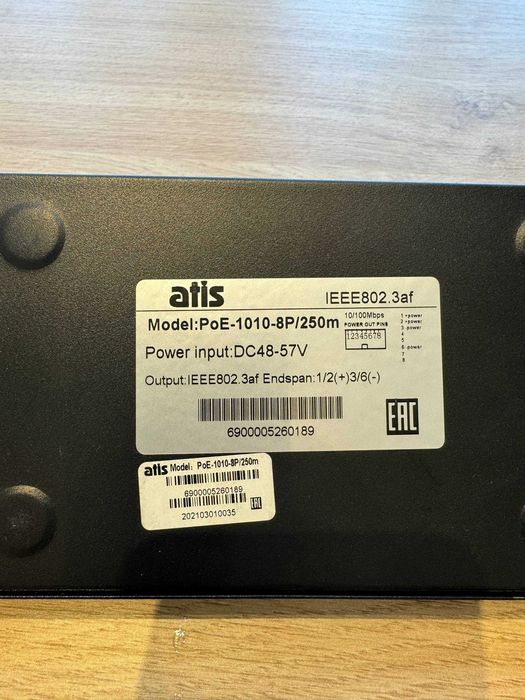 atis
IEEE802.3af
Model:PoE-1010-8P/250m
10/100Mbps
POWER OUT PINS
12345678
1 +power
2 +power
3 -power
4
5
6 -power
7
8
Power input:DC48-57V
Output:IEEE802.3af Endspan:1/2(+)3/6(-)
6900005260189
EAC
atis Model: PoE-1010-8P/250m
6900005260189
EAC
202103010035